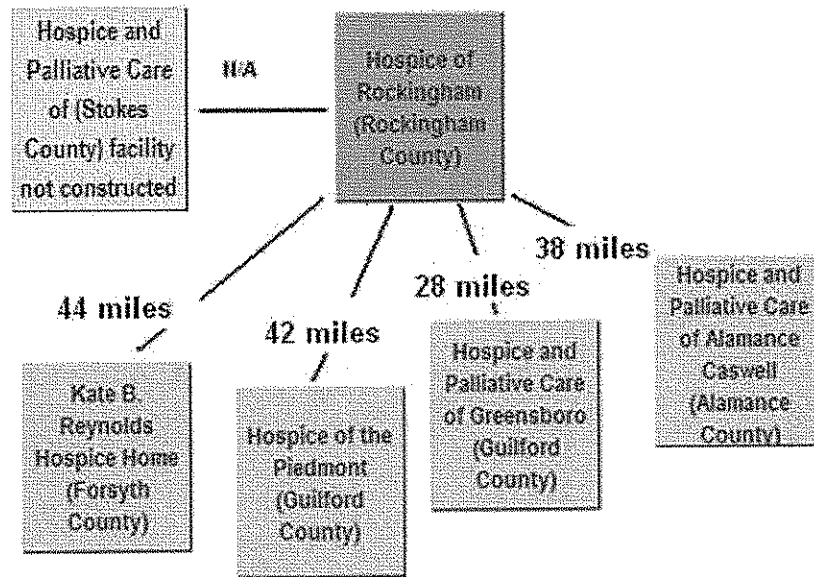 Hospice and
Palliative Care
of (Stokes
County) facility
not constructed
N/A
Hospice of
Rockingham
(Rockingham
County)
44 miles
42 miles
28 miles
38 miles
Kate B.
Reynolds
Hospice Home
(Forsyth
County)
Hospice of the
Piedmont
(Guilford
County)
Hospice and
Palliative Care
of Greensboro
(Guilford
County)
Hospice and
Palliative Care
of Alamance
Caswell
(Alamance
County)